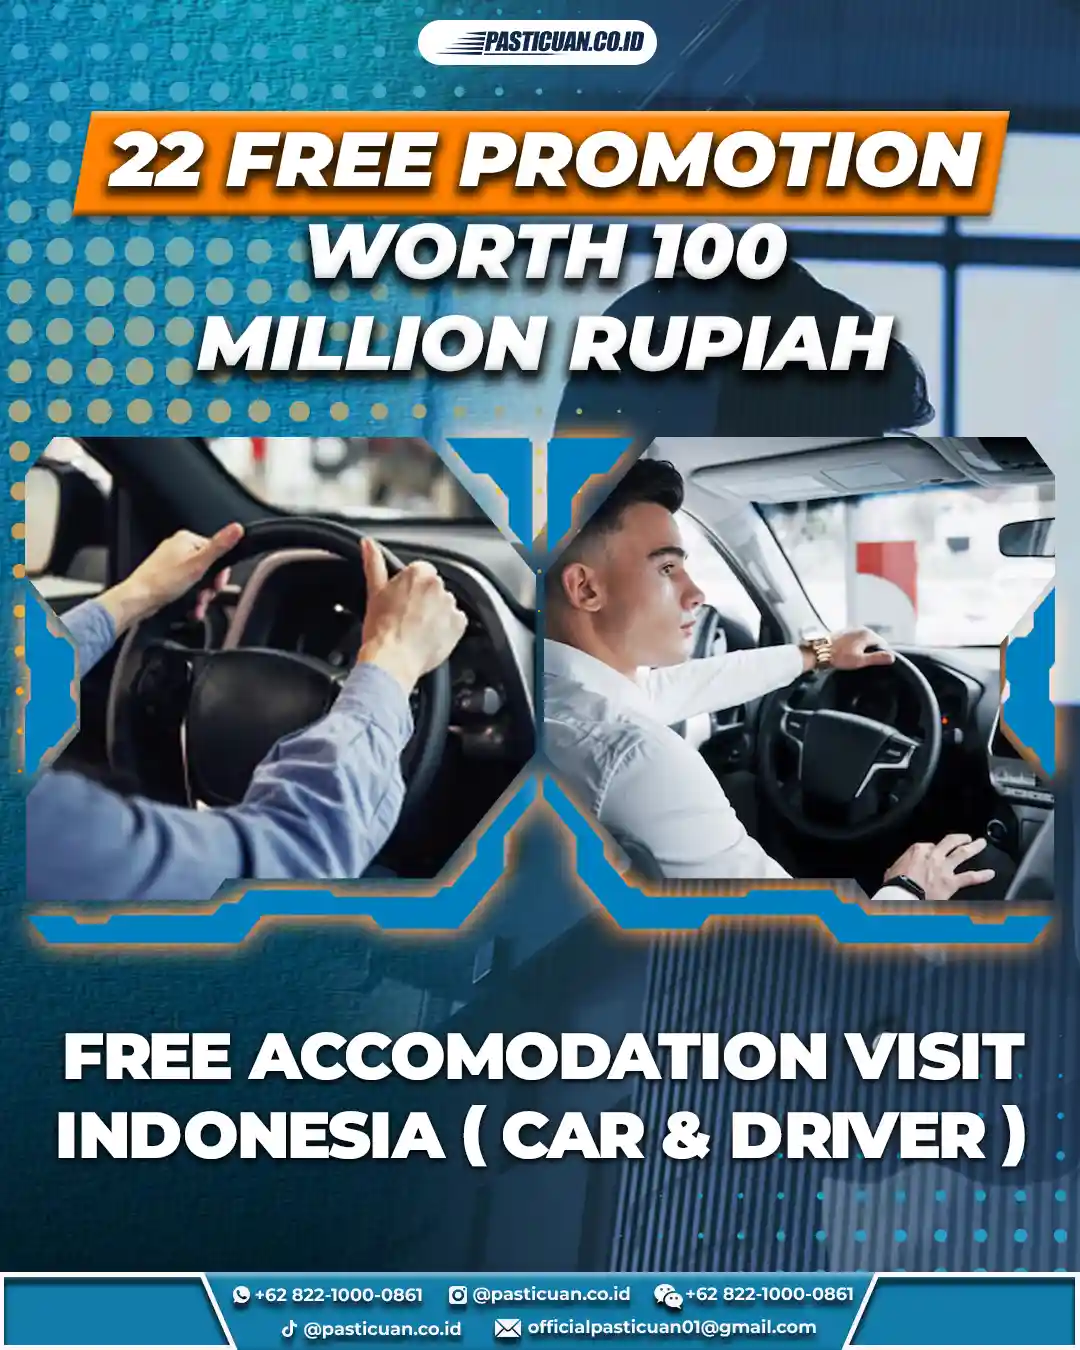 PASTICUAN.CO.ID
22 FREE PROMOTION
WORTH 100
MILLION RUPIAH
FREE ACCOMODATION VISIT
INDONESIA ( CAR & DRIVER )
+62 822-1000-0861 @pasticuan.co.id +62 822-1000-0861
@pasticuan.co.id officialpasticuan01@gmail.com